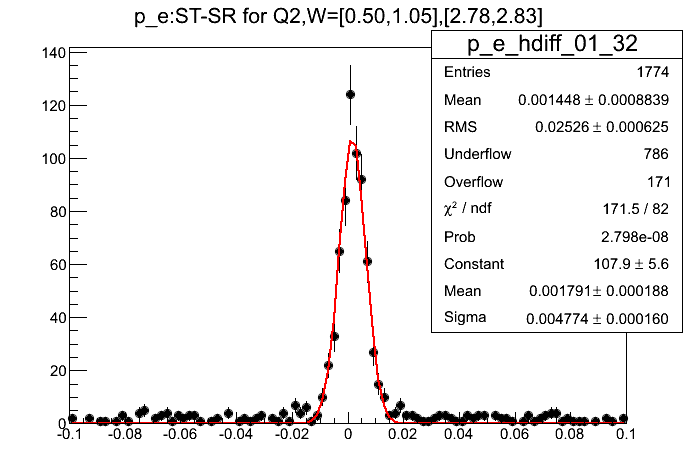 p_e:ST-SR for Q2,W=[0.50,1.05],[2.78,2.83]
p_e_hdiff_01_32
Entries 1774
Mean 0.001448 ± 0.0008839
RMS 0.02526 ± 0.000625
Underflow 786
Overflow 171
χ² / ndf 171.5 / 82
Prob 2.798e-08
Constant 107.9 ± 5.6
Mean 0.001791 ± 0.000188
Sigma 0.004774 ± 0.000160
140
120
100
80
60
40
20
0
-0.1 -0.08 -0.06 -0.04 -0.02 0 0.02 0.04 0.06 0.08 0.1